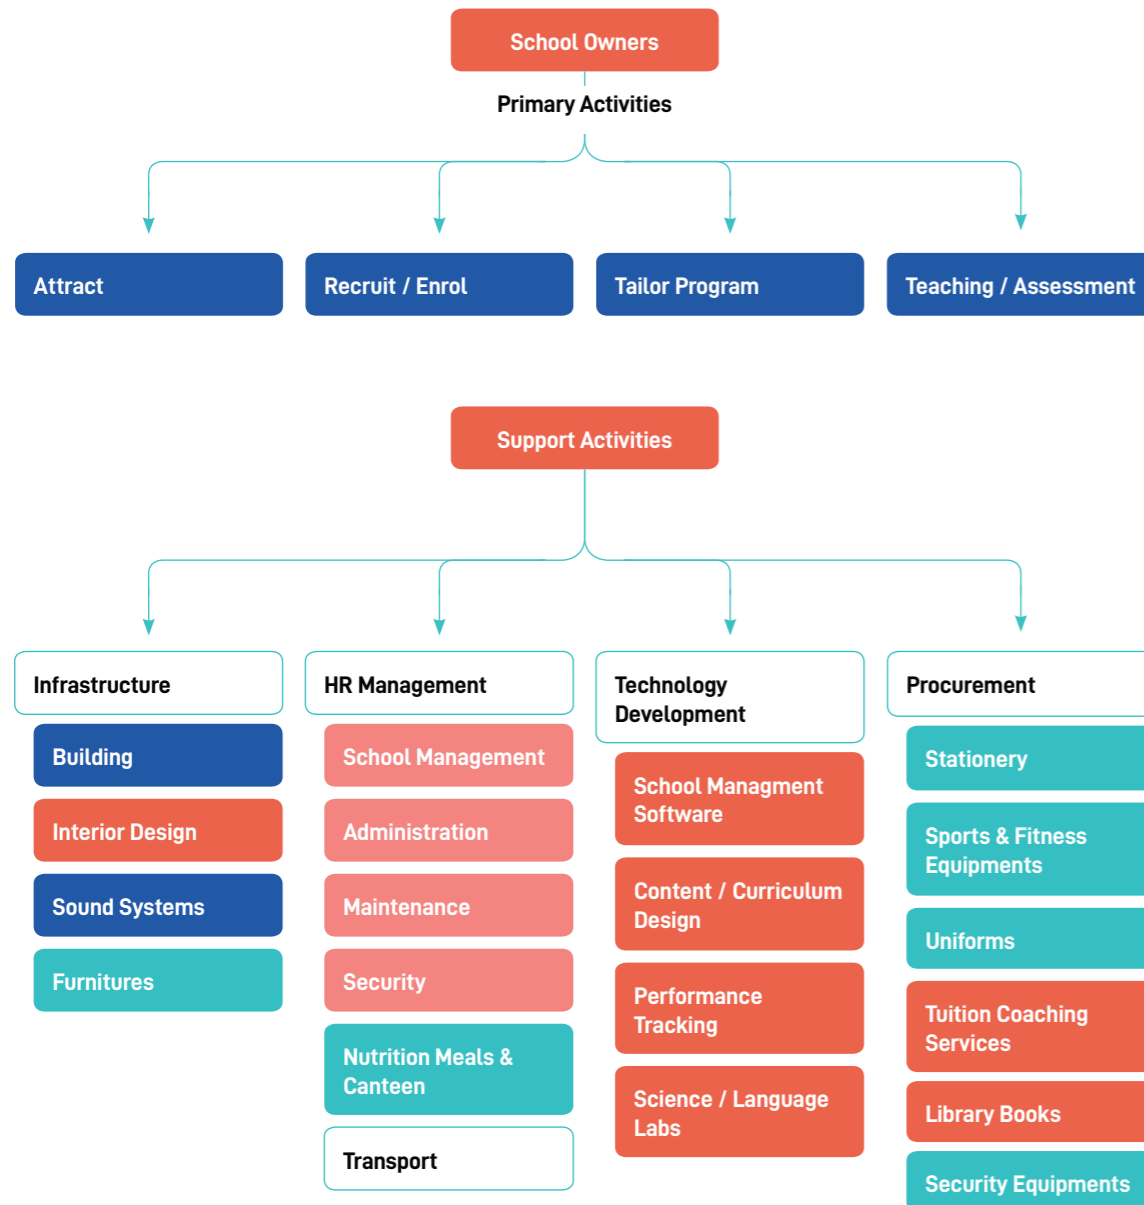 School Owners
Primary Activities
Attract
Recruit / Enrol
Tailor Program
Teaching / Assessment
Support Activities
Infrastructure
Building
Interior Design
Sound Systems
Furnitures
HR Management
School Management
Administration
Maintenance
Security
Nutrition Meals &
Canteen
Transport
Technology
Development
School Managment
Software
Content / Curriculum
Design
Performance
Tracking
Science / Language
Labs
Procurement
Stationery
Sports & Fitness
Equipments
Uniforms
Tuition Coaching
Services
Library Books
Security Equipments